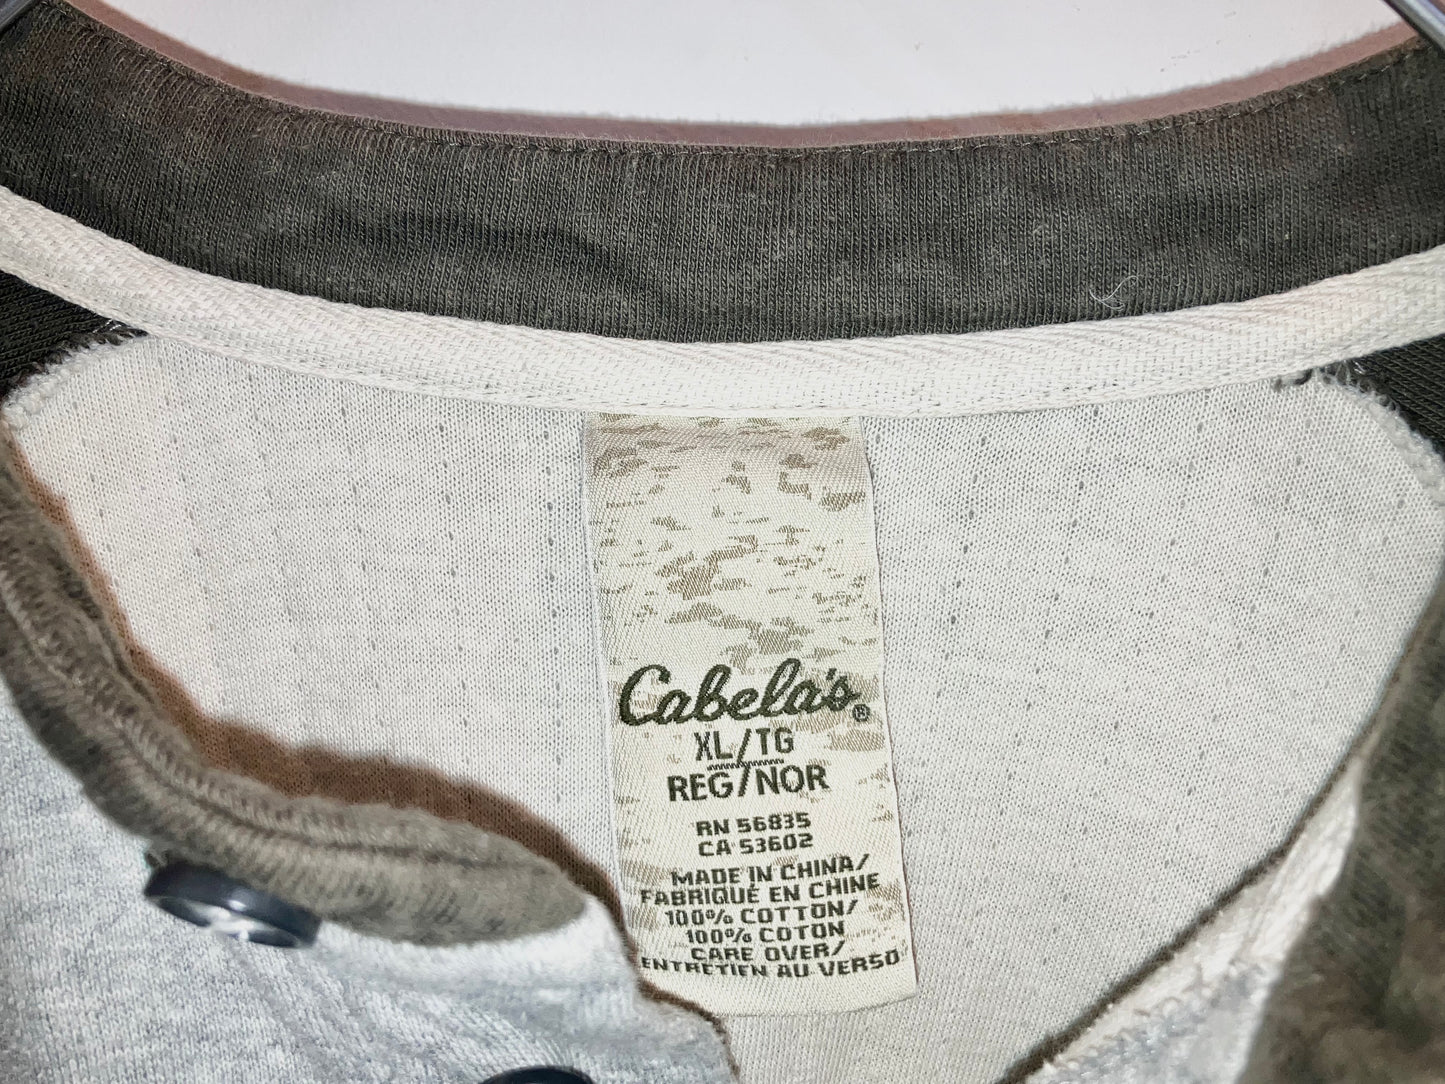 Cabela's®
XL/TG
REG/NOR
RN 56835
CA 53602
MADE IN CHINA/
FABRIQUÉ EN CHINE
100% COTTON/
100% COTON
CARE OVER/
ENTRETIEN AU VERSO